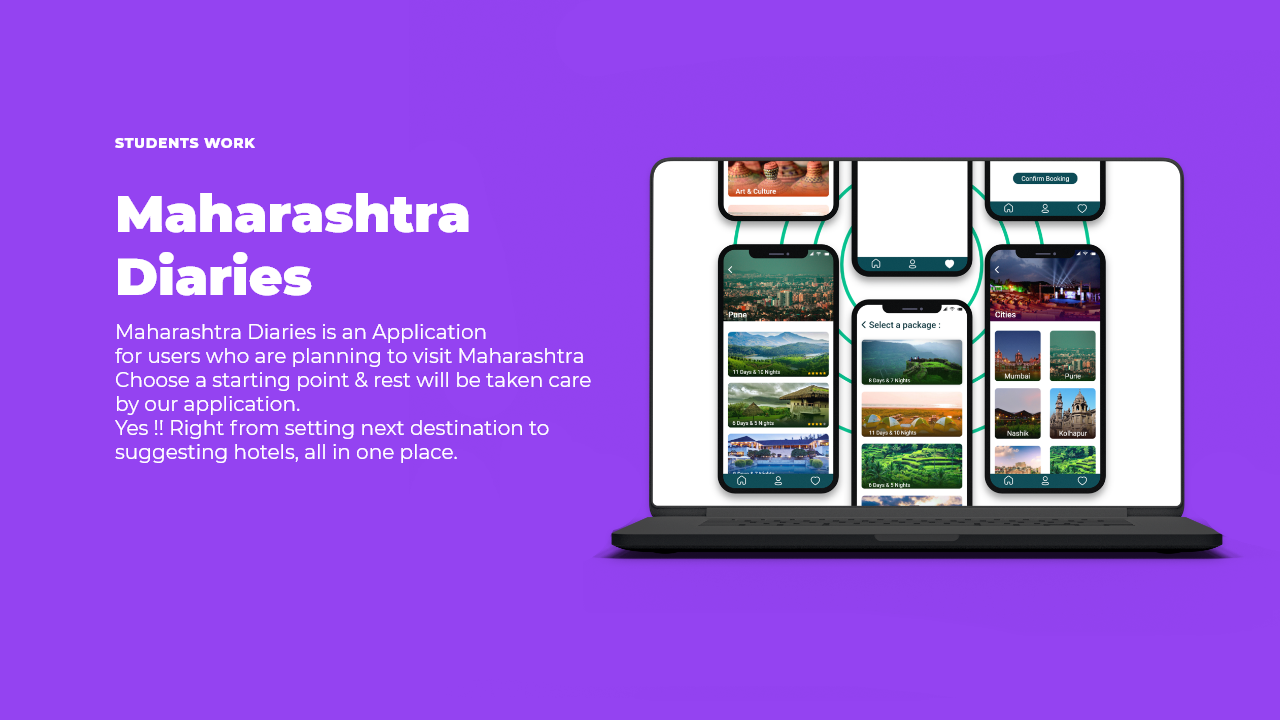 STUDENTS WORK
Maharashtra
Diaries
Maharashtra Diaries is an Application
for users who are planning to visit Maharashtra
Choose a starting point & rest will be taken care
by our application.
Yes !! Right from setting next destination to
suggesting hotels, all in one place.
Art & Culture
Confirm Booking
Pune
11 Days & 10 Nights
6 Days & 5 Nights
Select a package :
8 Days & 7 Nights
11 Days & 10 Nights
6 Days & 5 Nights
Cities
Mumbai
Pune
Nashik
Kolhapur